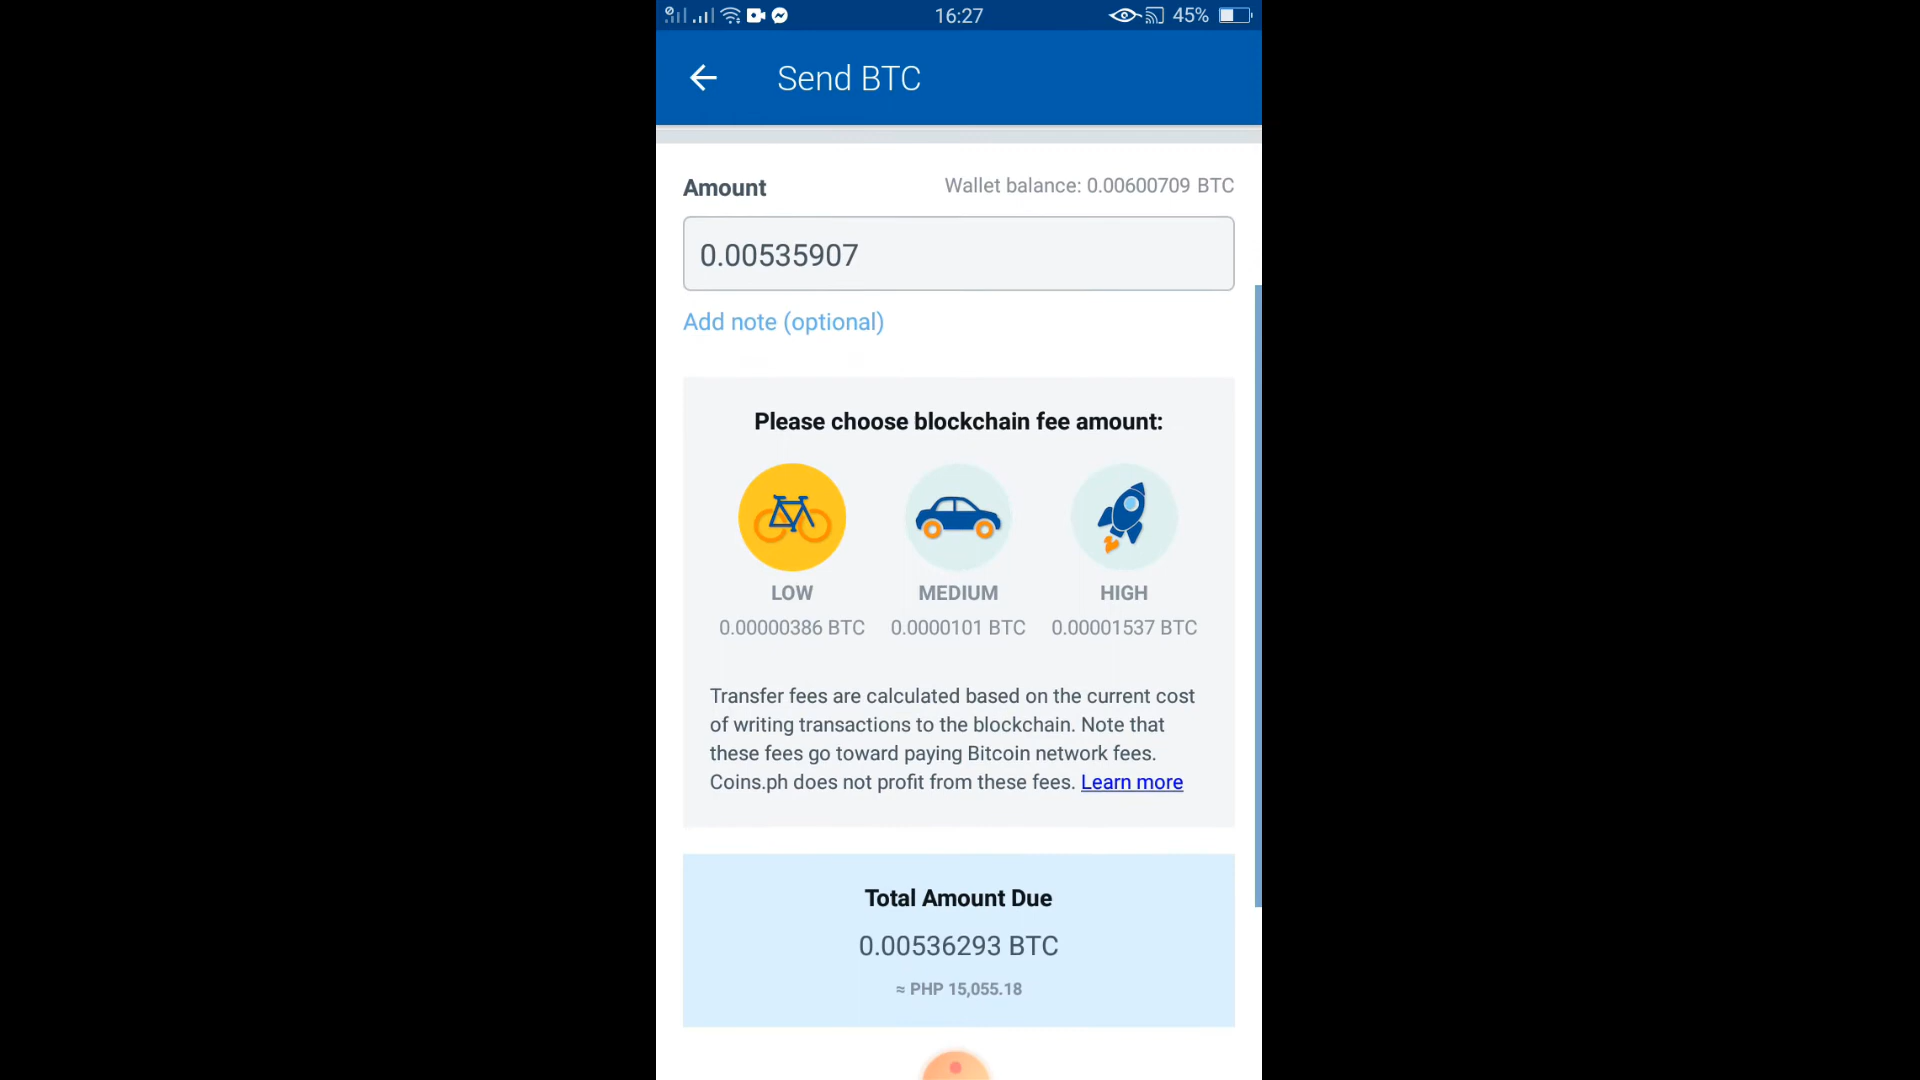 16:27
45%
Send BTC
Amount
Wallet balance: 0.00600709 BTC
0.00535907
Add note (optional)
Please choose blockchain fee amount:
LOW
MEDIUM
HIGH
0.00000386 BTC
0.0000101 BTC
0.00001537 BTC
Transfer fees are calculated based on the current cost
of writing transactions to the blockchain. Note that
these fees go toward paying Bitcoin network fees.
Coins.ph does not profit from these fees. Learn more
Total Amount Due
0.00536293 BTC
≈ PHP 15,055.18